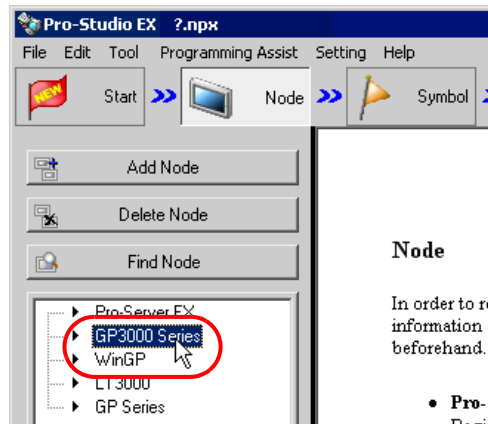 Pro-Studio EX ?.npx
File Edit Tool Programming Assist Setting Help
NEW Start Node Symbol
Add Node
Delete Node
Find Node
Pro-Server EX
GP3000 Series
WinGP
LT3000
GP Series
Node
In order to
information
beforehand.
Pro-